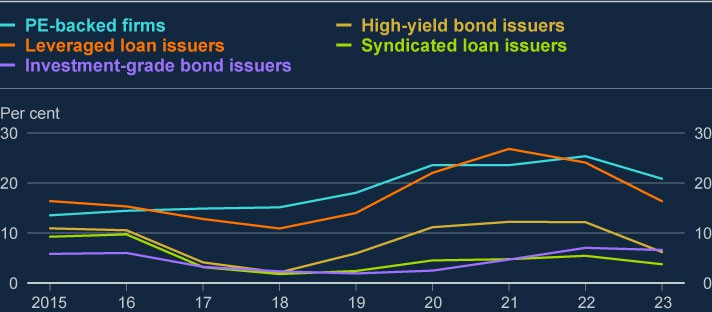 PE-backed firms
High-yield bond issuers
Leveraged loan issuers
Syndicated loan issuers
Investment-grade bond issuers
Per cent
30 30
20 20
10 10
0 0
2015 16 17 18 19 20 21 22 23